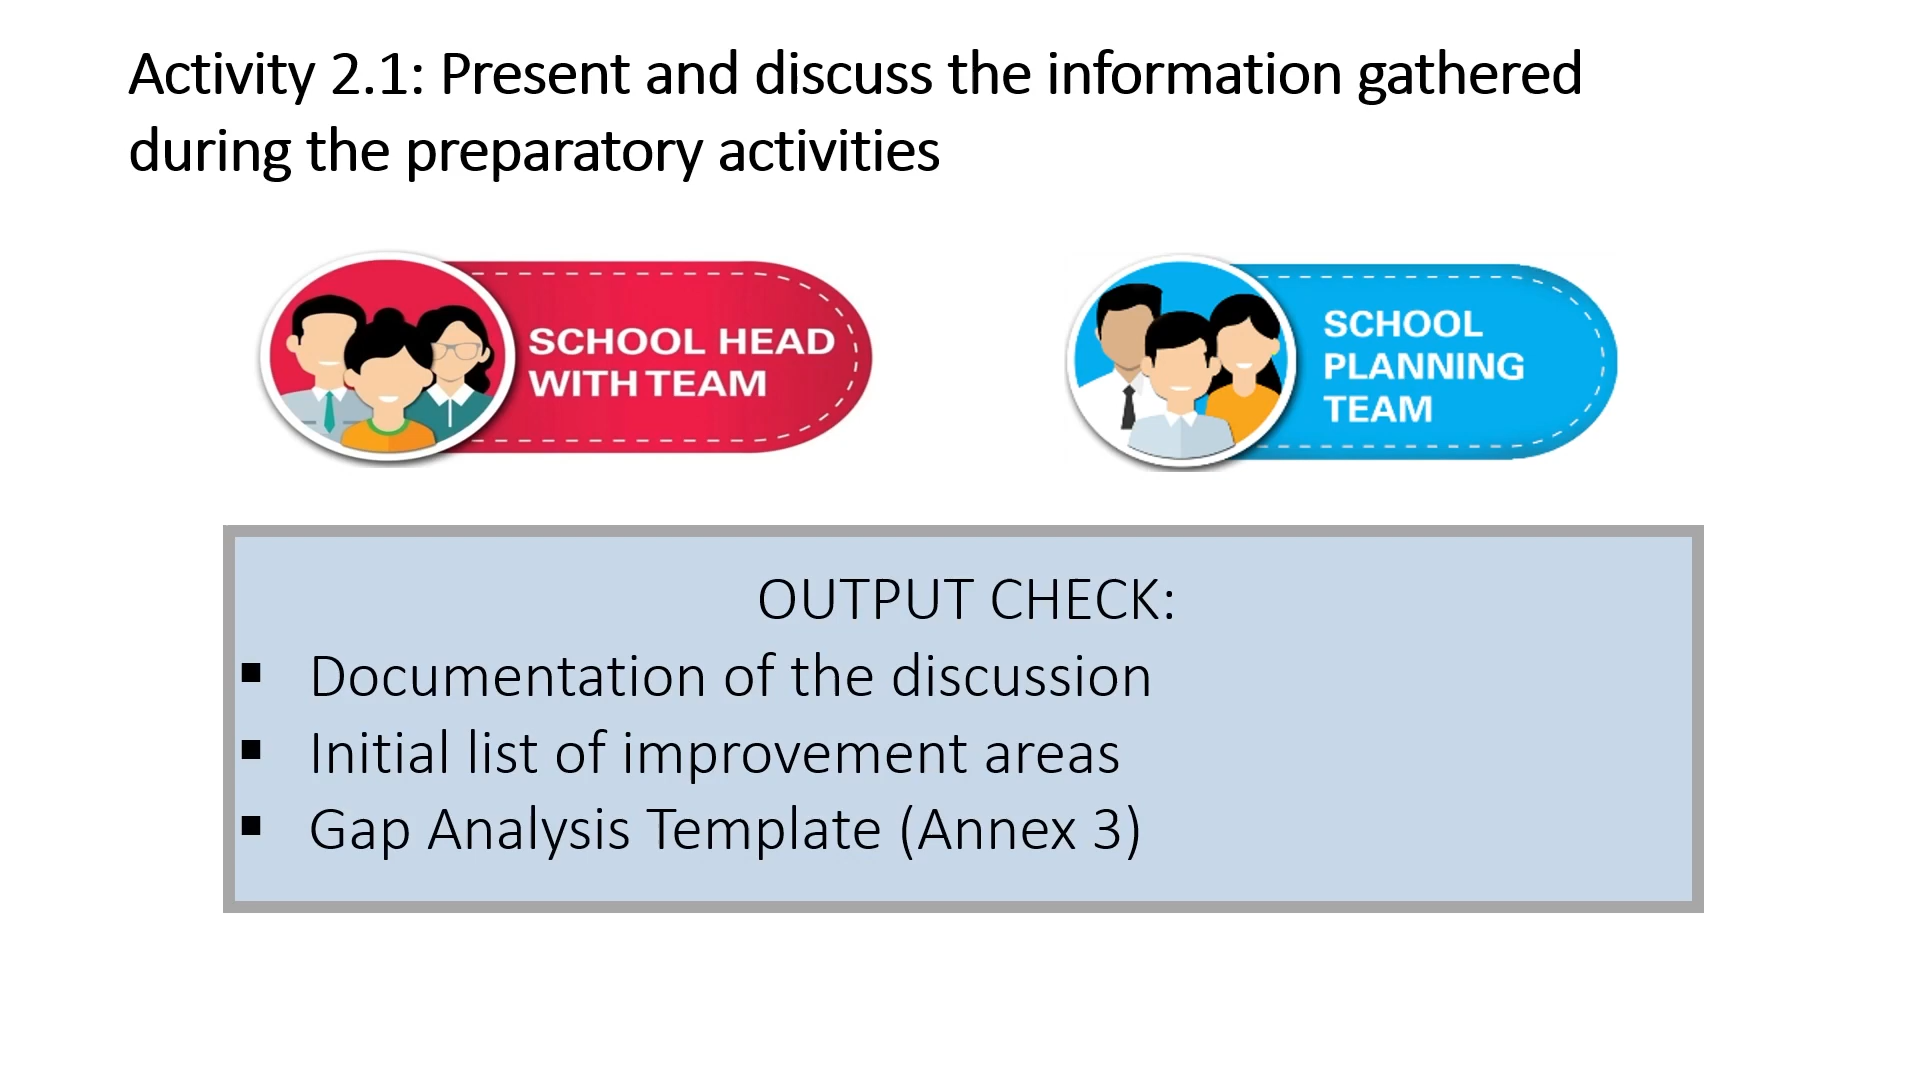 Activity 2.1: Present and discuss the information gathered
during the preparatory activities
SCHOOL HEAD
WITH TEAM
SCHOOL
PLANNING
TEAM
OUTPUT CHECK:
▪ Documentation of the discussion
▪ Initial list of improvement areas
▪ Gap Analysis Template (Annex 3)